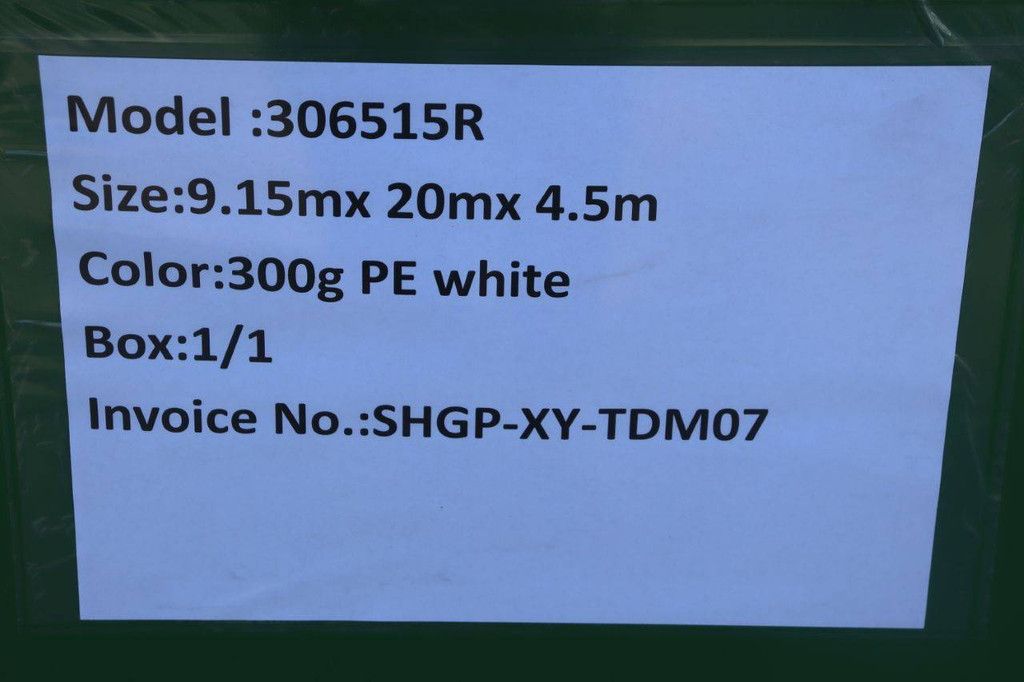 Model :306515R
Size:9.15mx 20mx 4.5m
Color:300g PE white
Box:1/1
Invoice No.:SHGP-XY-TDM07